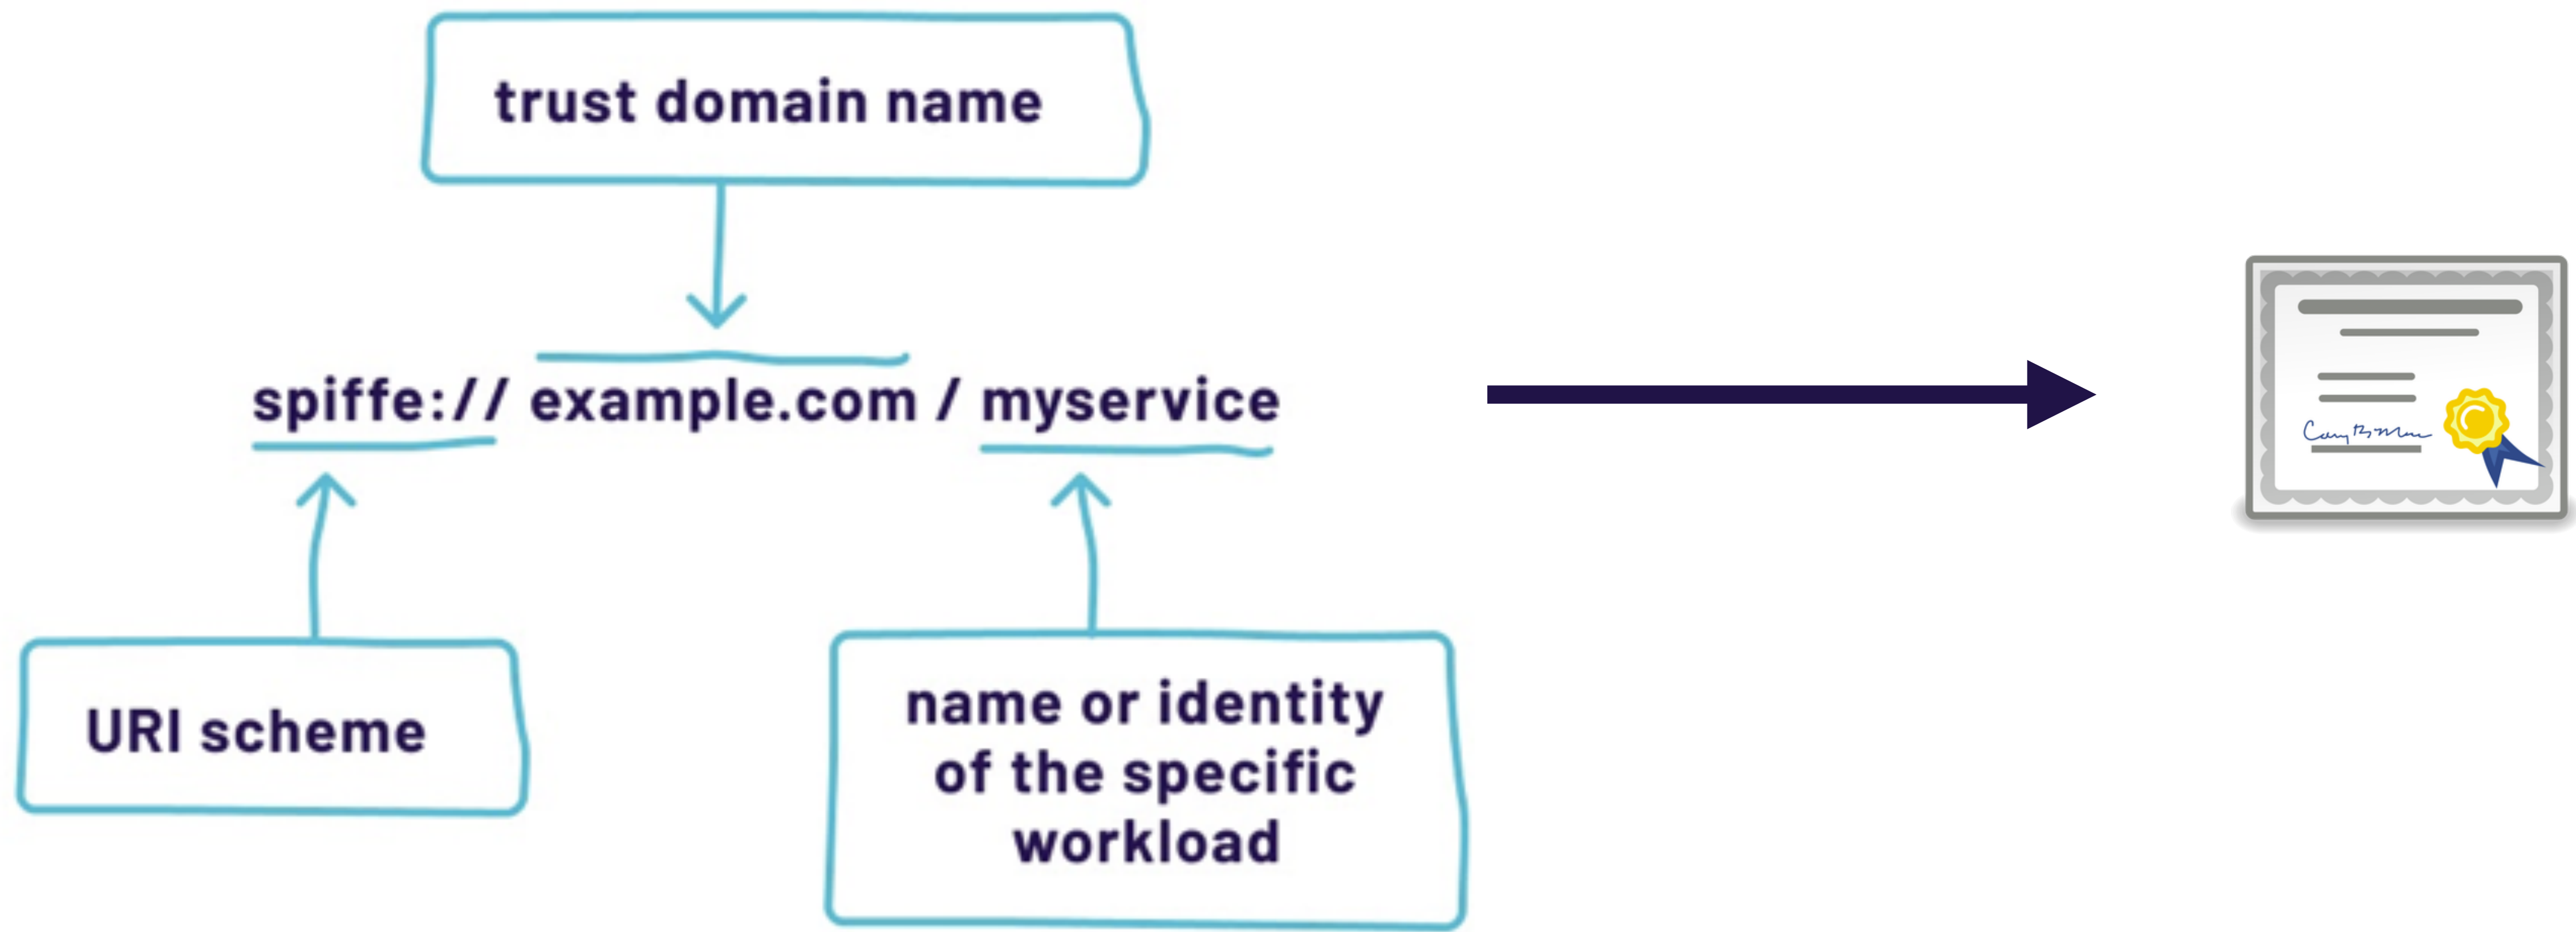 trust domain name
spiffe:// example.com / myservice
URI scheme
name or identity
of the specific
workload